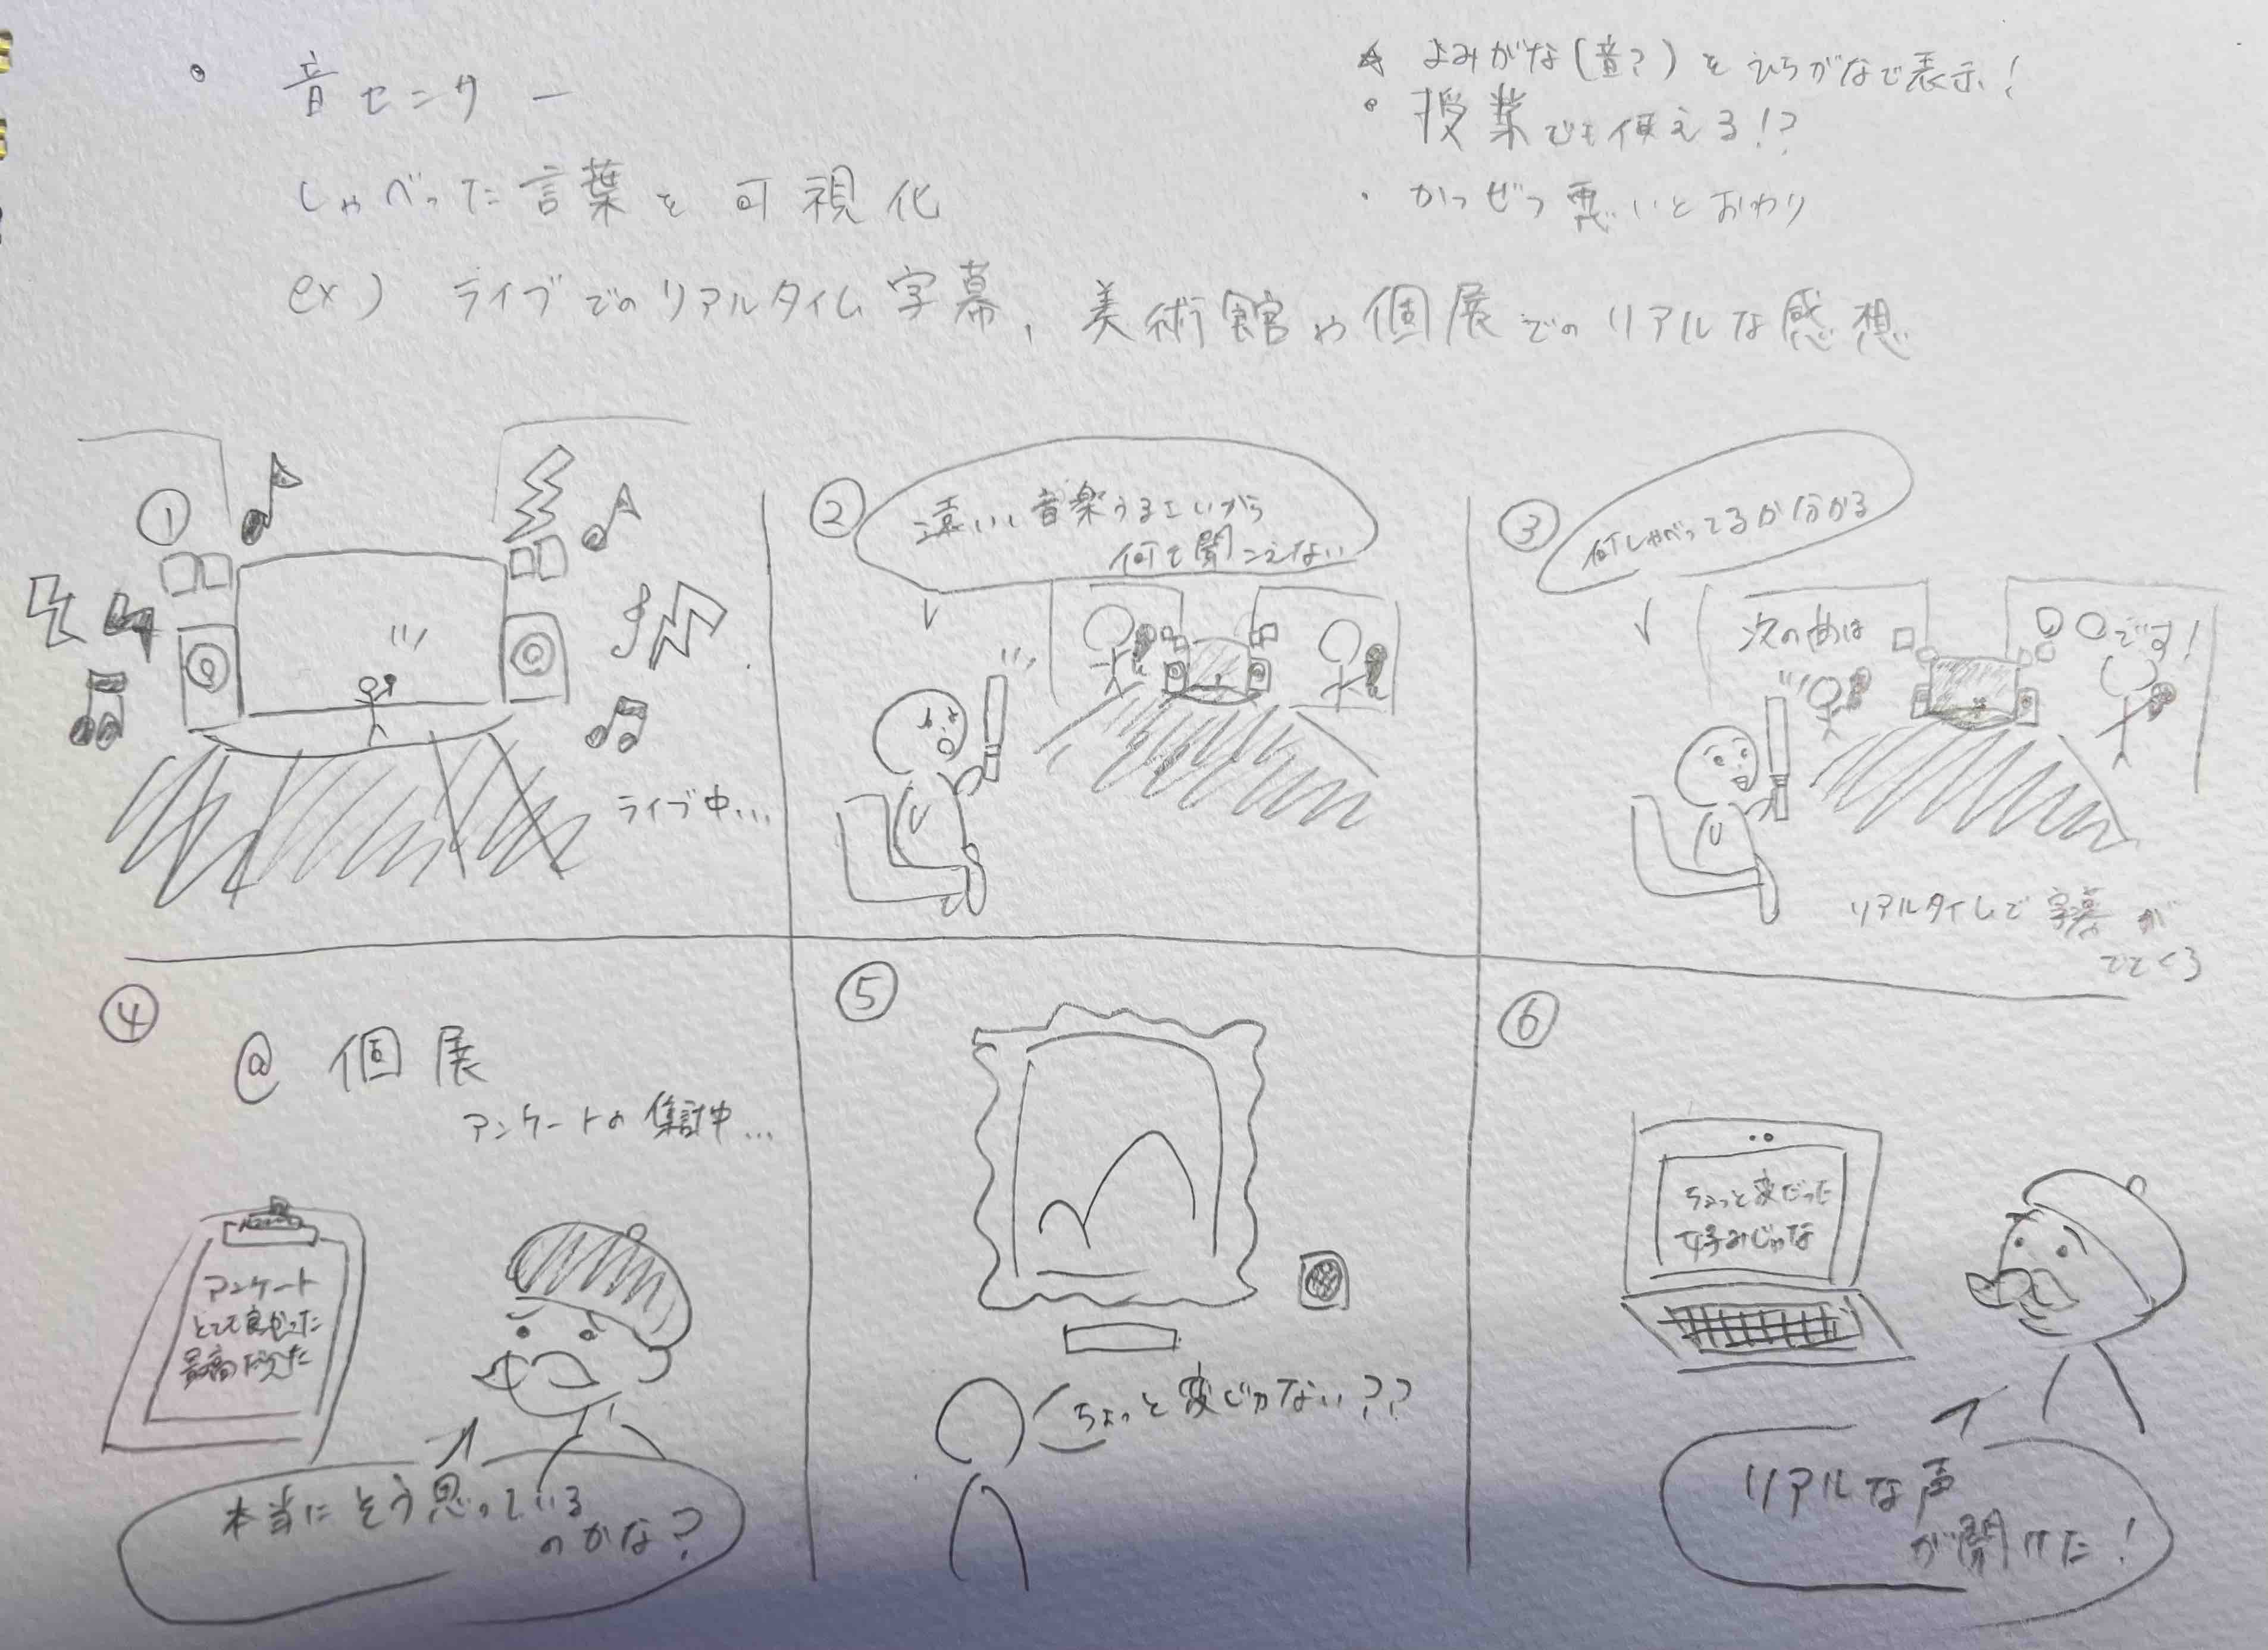 ・音センサー
しゃべった言葉を可視化
ex) ライブでのリアルタイム字幕、美術館や個展でのリアルな感想
☆ よみがな(音?)をひらがなで表示!
・授業でも使える!?
・かつぜつ悪いとおわり
①
ライブ中...
②
遠いし音楽うるさいから
何て聞こえない
③
何しゃべってるか分かる
次の曲は
○○です!
リアルタイムで字幕が
でてくる
④
@ 個展
アンケートの集計中...
アンケート
とても良かった
最高だった
本当にそう思っている
のかな?
⑤
ちょっと変じゃない??
⑥
ちょっと変だった
好みじゃな
リアルな声
が聞けた!